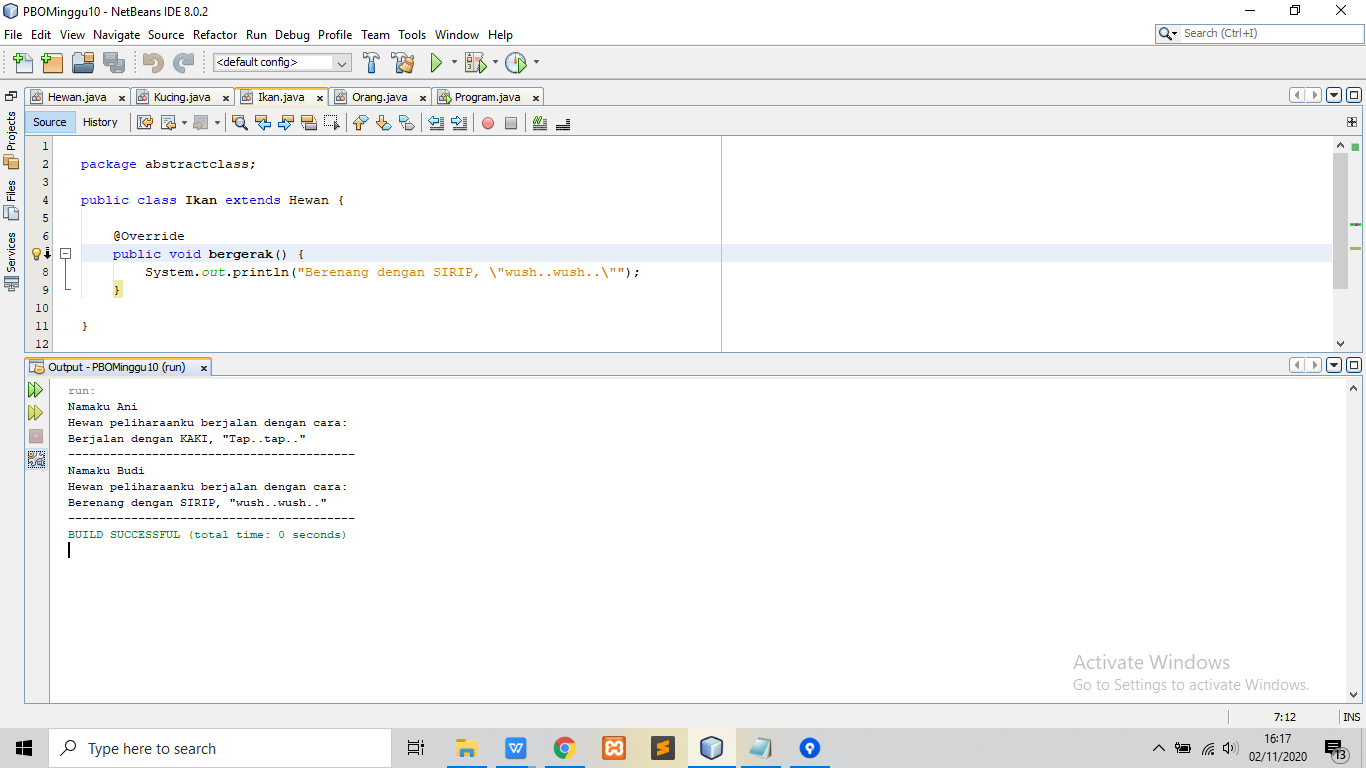 PBOMinggu10 - NetBeans IDE 8.0.2
File Edit View Navigate Source Refactor Run Debug Profile Team Tools Window Help
Search (Ctrl+I)
<default config>
Hewan.java Kucing.java Ikan.java Orang.java Program.java
Projects
Files
Services
Source History
1
2 package abstractclass;
3
4 public class Ikan extends Hewan {
5
6 @Override
public void bergerak() {
8 System.out.println("Berenang dengan SIRIP, \"wush..wush..\"");
9 }
10
11 }
12
Output - PBOMinggu10 (run)
run:
Namaku Ani
Hewan peliharaanku berjalan dengan cara:
Berjalan dengan KAKI, "Tap..tap.."
-----------------------------------------
Namaku Budi
Hewan peliharaanku berjalan dengan cara:
Berenang dengan SIRIP, "wush..wush.."
-----------------------------------------
BUILD SUCCESSFUL (total time: 0 seconds)
Activate Windows
Go to Settings to activate Windows.
7:12 INS
Type here to search
16:17
02/11/2020
13